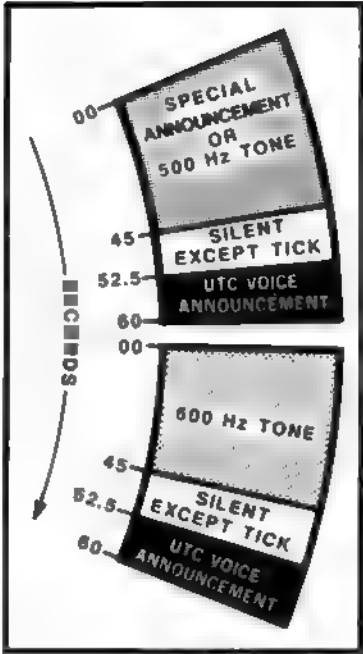 00
SPECIAL
ANNOUNCEMENT
OR
500 Hz TONE
45
SILENT
EXCEPT TICK
52.5
UTC VOICE
ANNOUNCEMENT
60
SECONDS
00
600 Hz TONE
45
SILENT
EXCEPT TICK
52.5
UTC VOICE
ANNOUNCEMENT
60